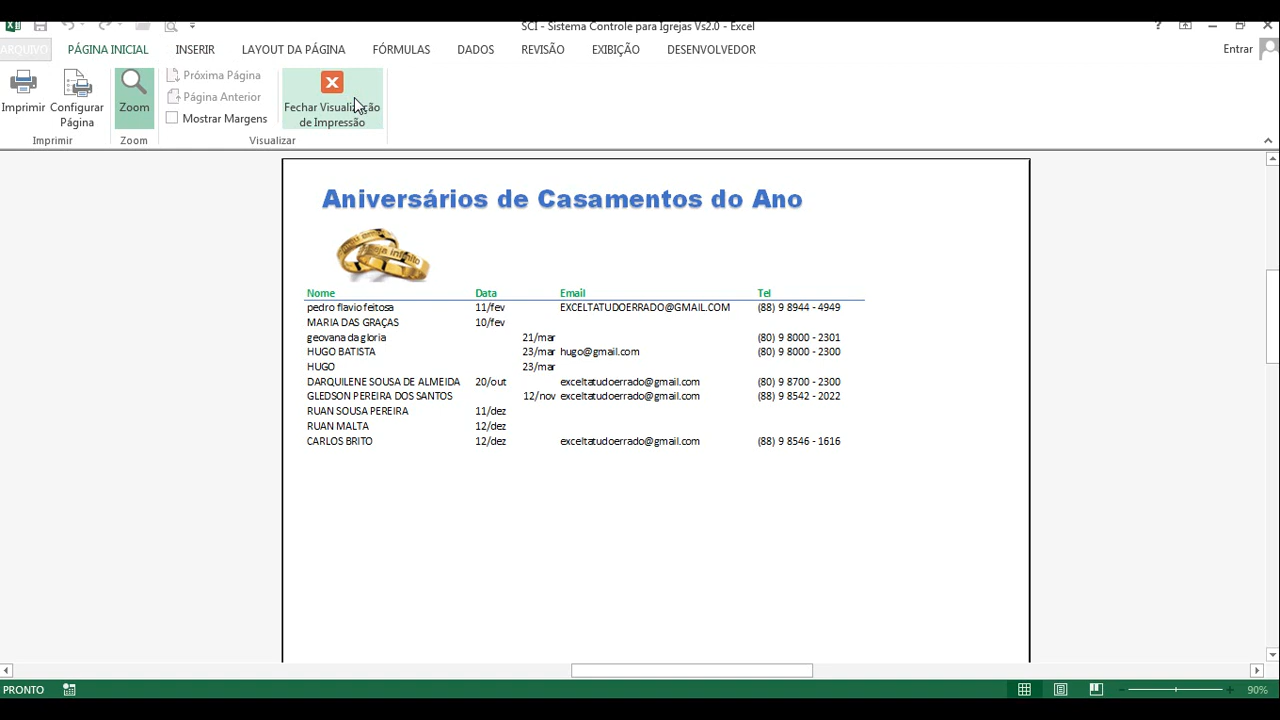 SCI - Sistema Controle para Igrejas Vs2.0 - Excel
ARQUIVO PÁGINA INICIAL INSERIR LAYOUT DA PÁGINA FÓRMULAS DADOS REVISÃO EXIBIÇÃO DESENVOLVEDOR Entrar
Imprimir
Configurar Página
Imprimir
Zoom
Zoom
Próxima Página
Página Anterior
Mostrar Margens
Fechar Visualização de Impressão
Visualizar
Aniversários de Casamentos do Ano
Nome Data Email Tel
pedro flavio feitosa 11/fev EXCELTATUDOERRADO@GMAIL.COM (88) 9 8944 - 4949
MARIA DAS GRAÇAS 10/fev
geovana da gloria 21/mar (80) 9 8000 - 2301
HUGO BATISTA 23/mar hugo@gmail.com (80) 9 8000 - 2300
HUGO 23/mar
DARQUILENE SOUSA DE ALMEIDA 20/out exceltatudoerrado@gmail.com (80) 9 8700 - 2300
GLEDSON PEREIRA DOS SANTOS 12/nov exceltatudoerrado@gmail.com (88) 9 8542 - 2022
RUAN SOUSA PEREIRA 11/dez
RUAN MALTA 12/dez
CARLOS BRITO 12/dez exceltatudoerrado@gmail.com (88) 9 8546 - 1616
PRONTO 90%